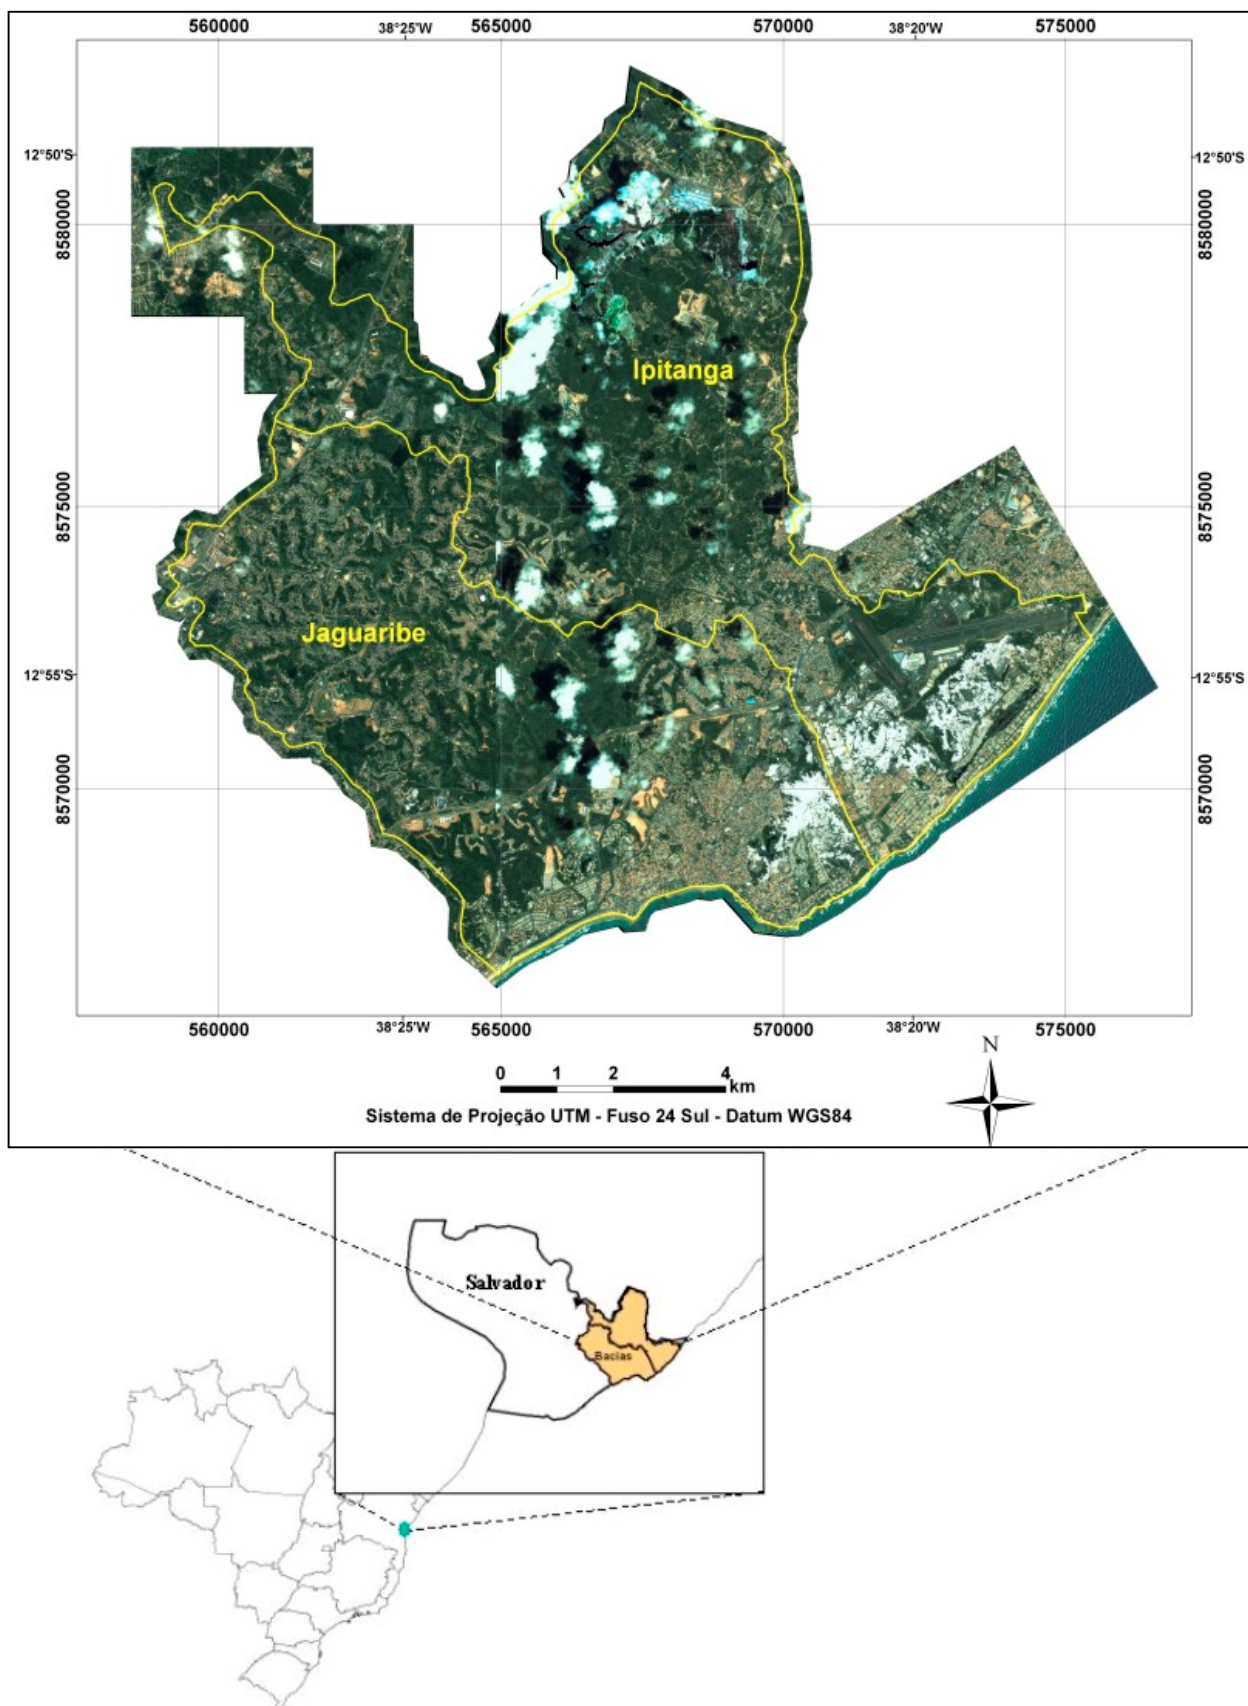 560000 38°25'W 565000 570000 38°20'W 575000
12°50'S 12°50'S
8580000 8580000
Ipitanga
8575000 8575000
Jaguaribe
12°55'S 12°55'S
8570000 8570000
560000 38°25'W 565000 570000 38°20'W 575000
N
0 1 2 4
km
Sistema de Projeção UTM - Fuso 24 Sul - Datum WGS84
Salvador
Bacias